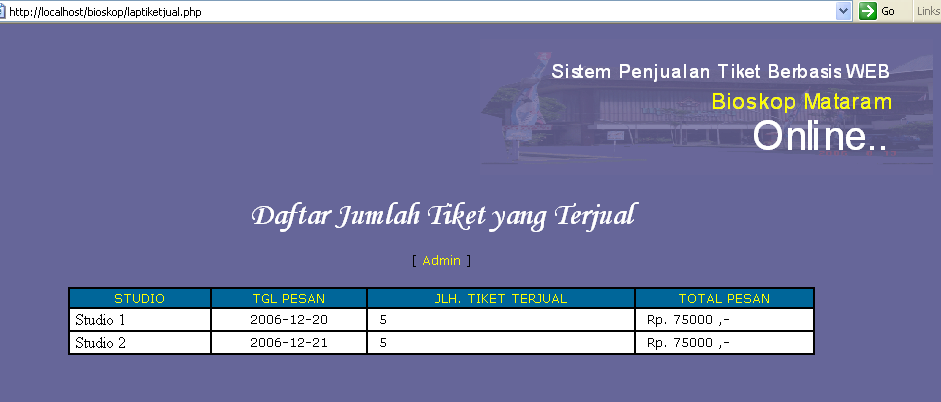 http://localhost/bioskop/laptiketjual.php Go Links
Sistem Penjualan Tiket Berbasis WEB
Bioskop Mataram
Online..
Daftar Jumlah Tiket yang Terjual
[ Admin ]
STUDIO TGL PESAN JLH. TIKET TERJUAL TOTAL PESAN
Studio 1 2006-12-20 5 Rp. 75000 ,-
Studio 2 2006-12-21 5 Rp. 75000 ,-